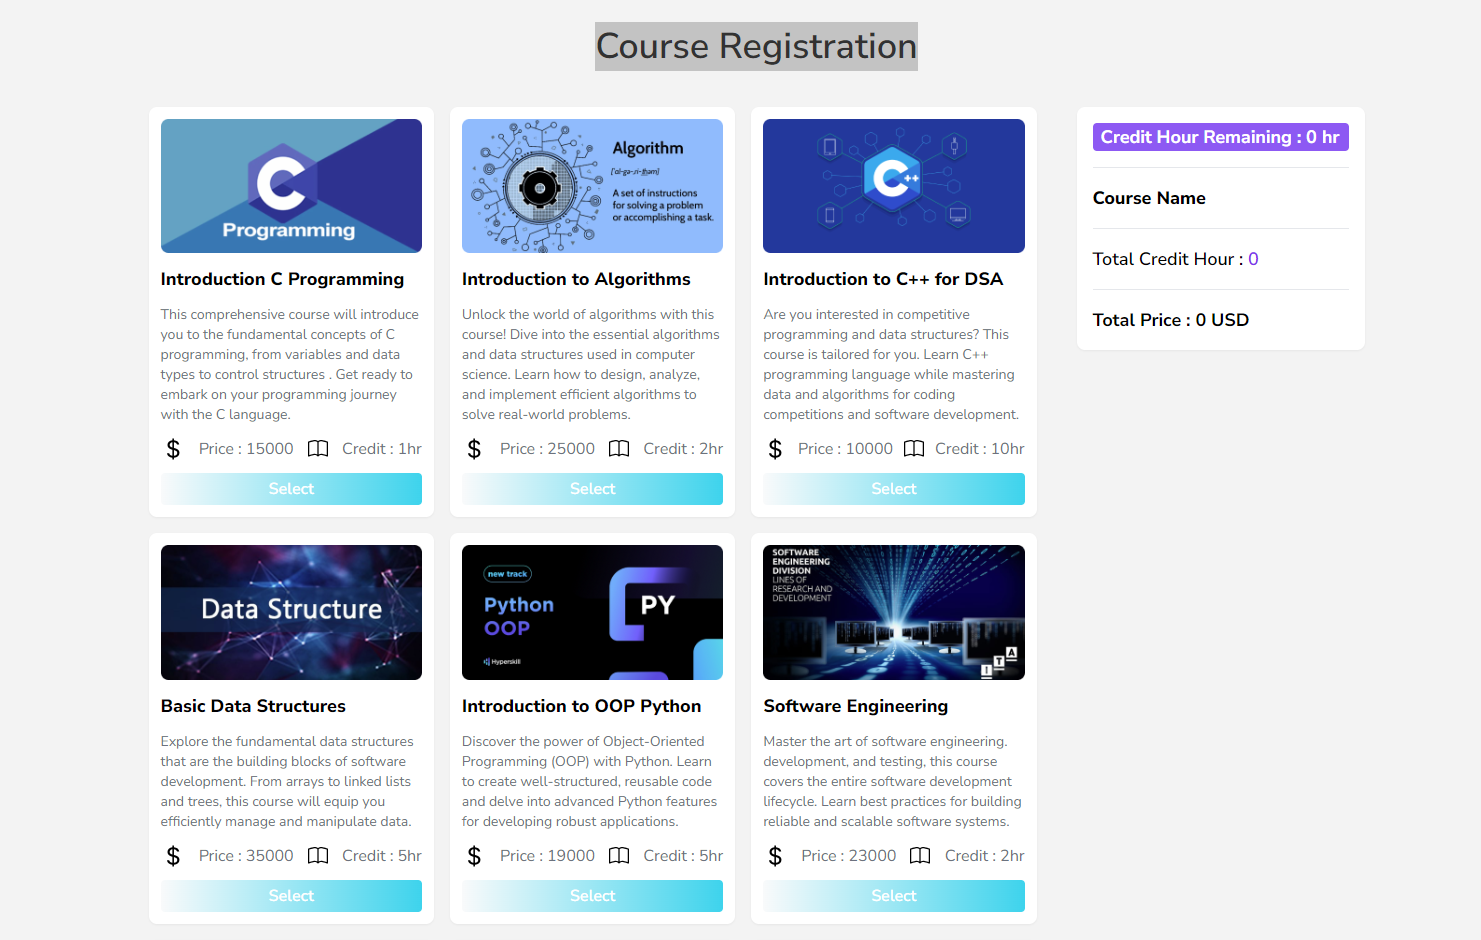 Course Registration
C
Programming
Introduction C Programming
This comprehensive course will introduce
you to the fundamental concepts of C
programming, from variables and data
types to control structures . Get ready to
embark on your programming journey
with the C language.
$ Price : 15000 Credit : 1hr
Select
Algorithm
['al-gə-ri-t͟həm]
A set of instructions
for solving a problem
or accomplishing a task.
Introduction to Algorithms
Unlock the world of algorithms with this
course! Dive into the essential algorithms
and data structures used in computer
science. Learn how to design, analyze,
and implement efficient algorithms to
solve real-world problems.
$ Price : 25000 Credit : 2hr
Select
C++
Introduction to C++ for DSA
Are you interested in competitive
programming and data structures? This
course is tailored for you. Learn C++
programming language while mastering
data and algorithms for coding
competitions and software development.
$ Price : 10000 Credit : 10hr
Select
Data Structure
Basic Data Structures
Explore the fundamental data structures
that are the building blocks of software
development. From arrays to linked lists
and trees, this course will equip you
efficiently manage and manipulate data.
$ Price : 35000 Credit : 5hr
Select
new track
Python
OOP
PY
Hyperskill
Introduction to OOP Python
Discover the power of Object-Oriented
Programming (OOP) with Python. Learn
to create well-structured, reusable code
and delve into advanced Python features
for developing robust applications.
$ Price : 19000 Credit : 5hr
Select
SOFTWARE
ENGINEERING
DIVISION
LINES OF
RESEARCH AND
DEVELOPMENT
I T A
Software Engineering
Master the art of software engineering.
development, and testing, this course
covers the entire software development
lifecycle. Learn best practices for building
reliable and scalable software systems.
$ Price : 23000 Credit : 2hr
Select
Credit Hour Remaining : 0 hr
Course Name
Total Credit Hour : 0
Total Price : 0 USD